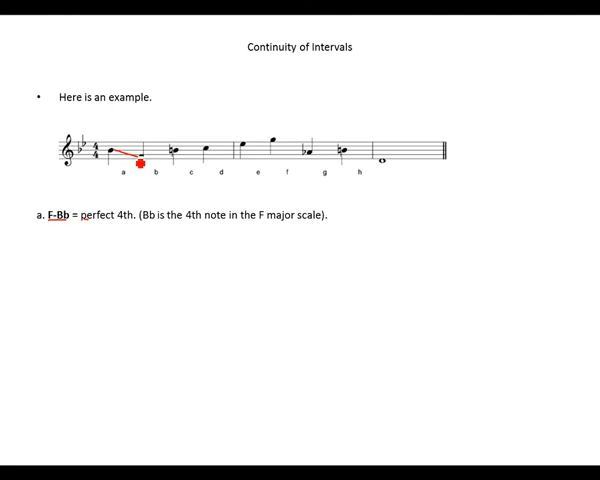 Continuity of Intervals
• Here is an example.
4
4
a b c d e f g h
a. F-Bb = perfect 4th. (Bb is the 4th note in the F major scale).